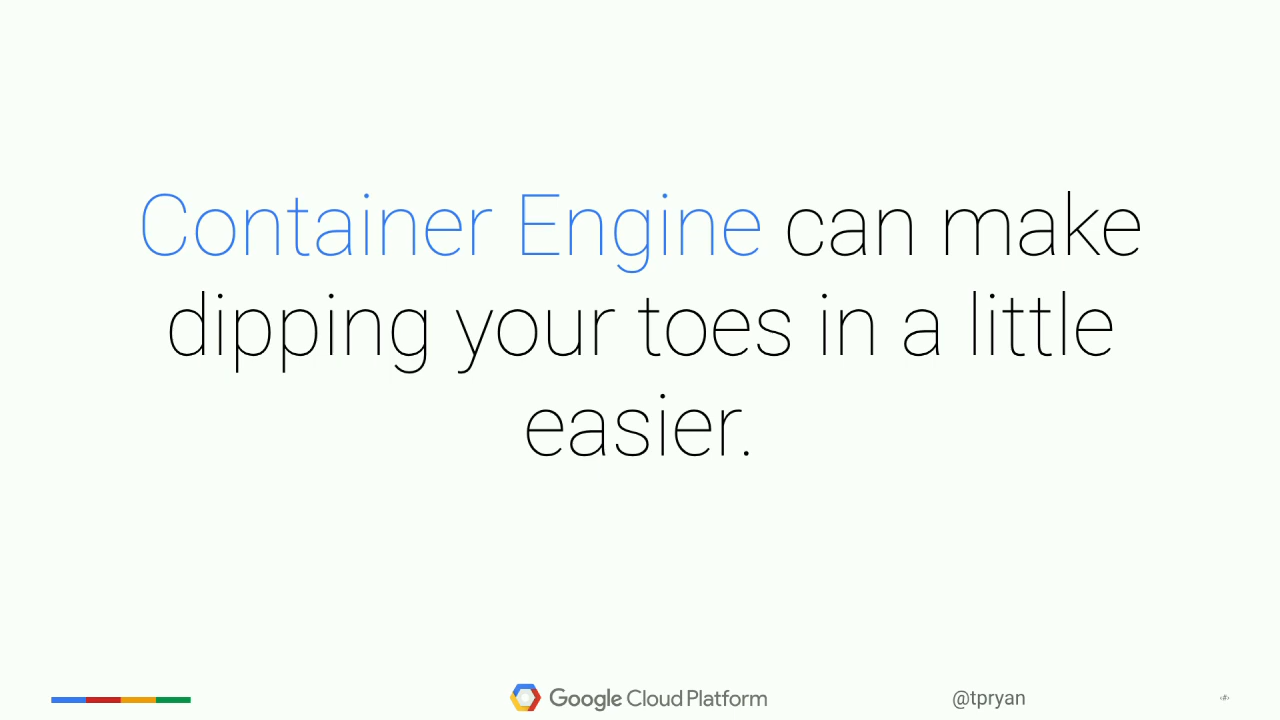 Container Engine can make
dipping your toes in a little
easier.
Google Cloud Platform
@tpryan